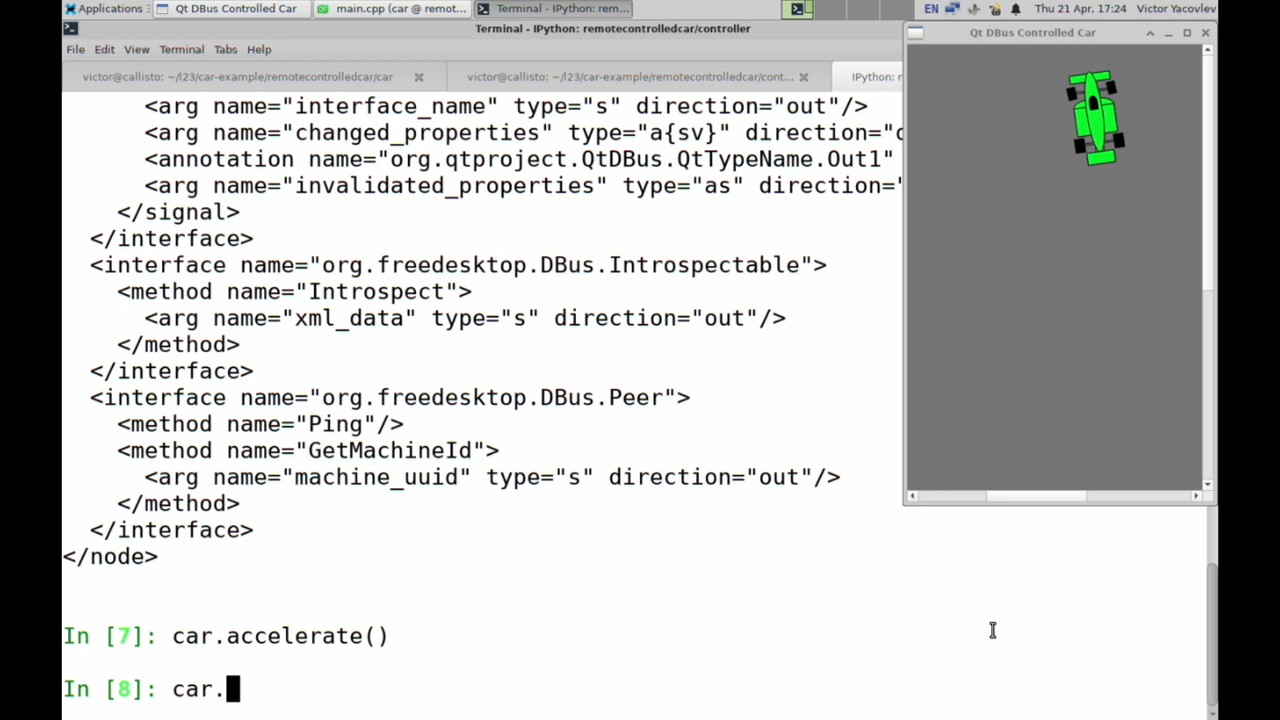 Applications Qt DBus Controlled Car main.cpp (car @ remot... Terminal - IPython: rem... EN Thu 21 Apr, 17:24 Victor Yacovlev
Terminal - IPython: remotecontrolledcar/controller
Qt DBus Controlled Car
File Edit View Terminal Tabs Help
victor@callisto: ~/l23/car-example/remotecontrolledcar/car victor@callisto: ~/l23/car-example/remotecontrolledcar/cont... IPython: r
<arg name="interface_name" type="s" direction="out"/>
<arg name="changed_properties" type="a{sv}" direction="
<annotation name="org.qtproject.QtDBus.QtTypeName.Out1"
<arg name="invalidated_properties" type="as" direction="
</signal>
</interface>
<interface name="org.freedesktop.DBus.Introspectable">
<method name="Introspect">
<arg name="xml_data" type="s" direction="out"/>
</method>
</interface>
<interface name="org.freedesktop.DBus.Peer">
<method name="Ping"/>
<method name="GetMachineId">
<arg name="machine_uuid" type="s" direction="out"/>
</method>
</interface>
</node>
In [7]: car.accelerate()
In [8]: car.